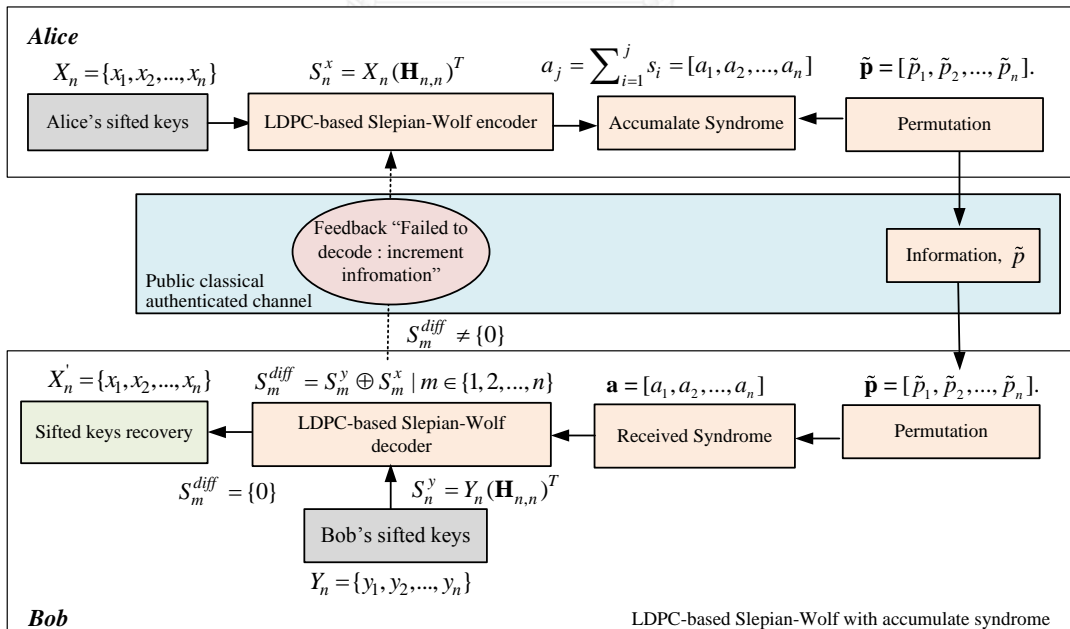 Alice
X_n = {x_1, x_2, ..., x_n}
S_n^x = X_n (H_{n,n})^T
a_j = ∑_{i=1}^{j} s_i = [a_1, a_2, ..., a_n]
p̃ = [p̃_1, p̃_2, ..., p̃_n].
Alice's sifted keys
LDPC-based Slepian-Wolf encoder
Accumalate Syndrome
Permutation
Feedback “Failed to
decode : increment
infromation”
Information, p̃
Public classical
authenticated channel
S_m^{diff} ≠ {0}
X_n^' = {x_1, x_2, ..., x_n}
S_m^{diff} = S_m^y ⊕ S_m^x | m ∈ {1, 2, ..., n}
a = [a_1, a_2, ..., a_n]
p̃ = [p̃_1, p̃_2, ..., p̃_n].
Sifted keys recovery
LDPC-based Slepian-Wolf
decoder
Received Syndrome
Permutation
S_m^{diff} = {0}
S_n^y = Y_n (H_{n,n})^T
Bob's sifted keys
Y_n = {y_1, y_2, ..., y_n}
Bob
LDPC-based Slepian-Wolf with accumulate syndrome